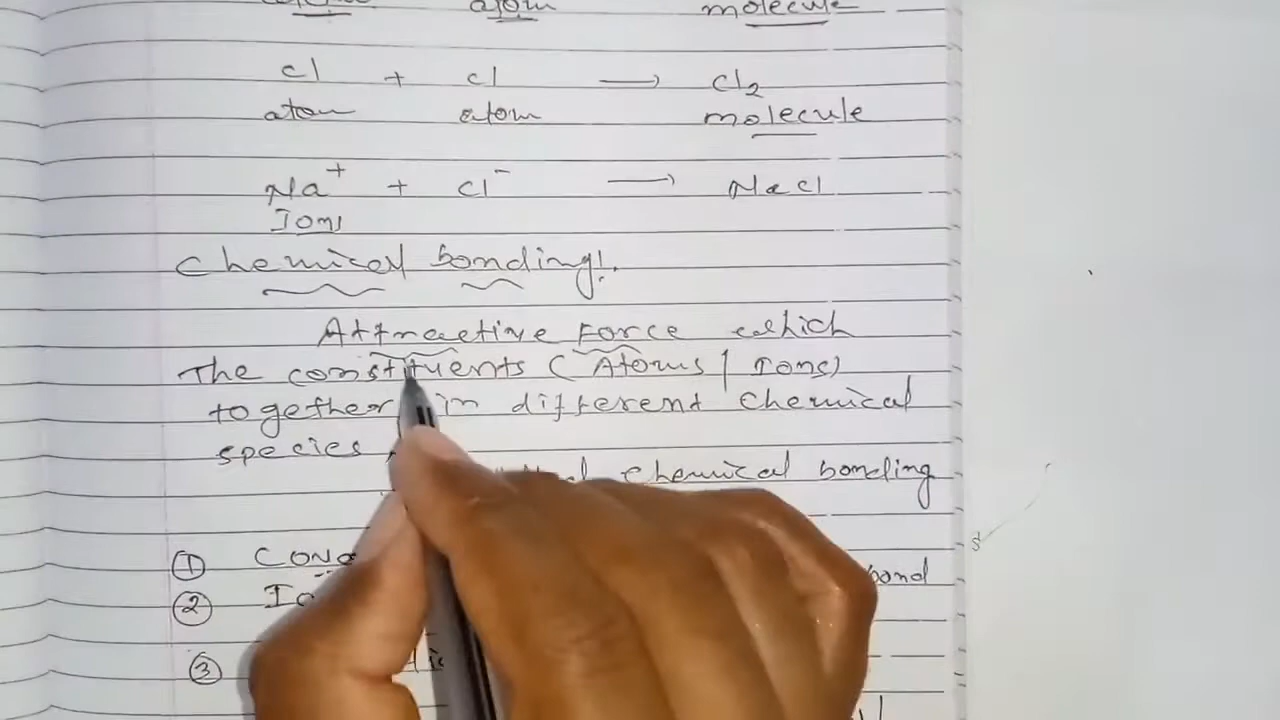 atom molecule
Cl + Cl → Cl2
atom atom molecule
Na+ + Cl- → NaCl
Ions
Chemical bonding!.
Attractive Force which
The constituents ( Atoms / Ions)
together in different chemical
species
chemical bonding
①
② bond
③